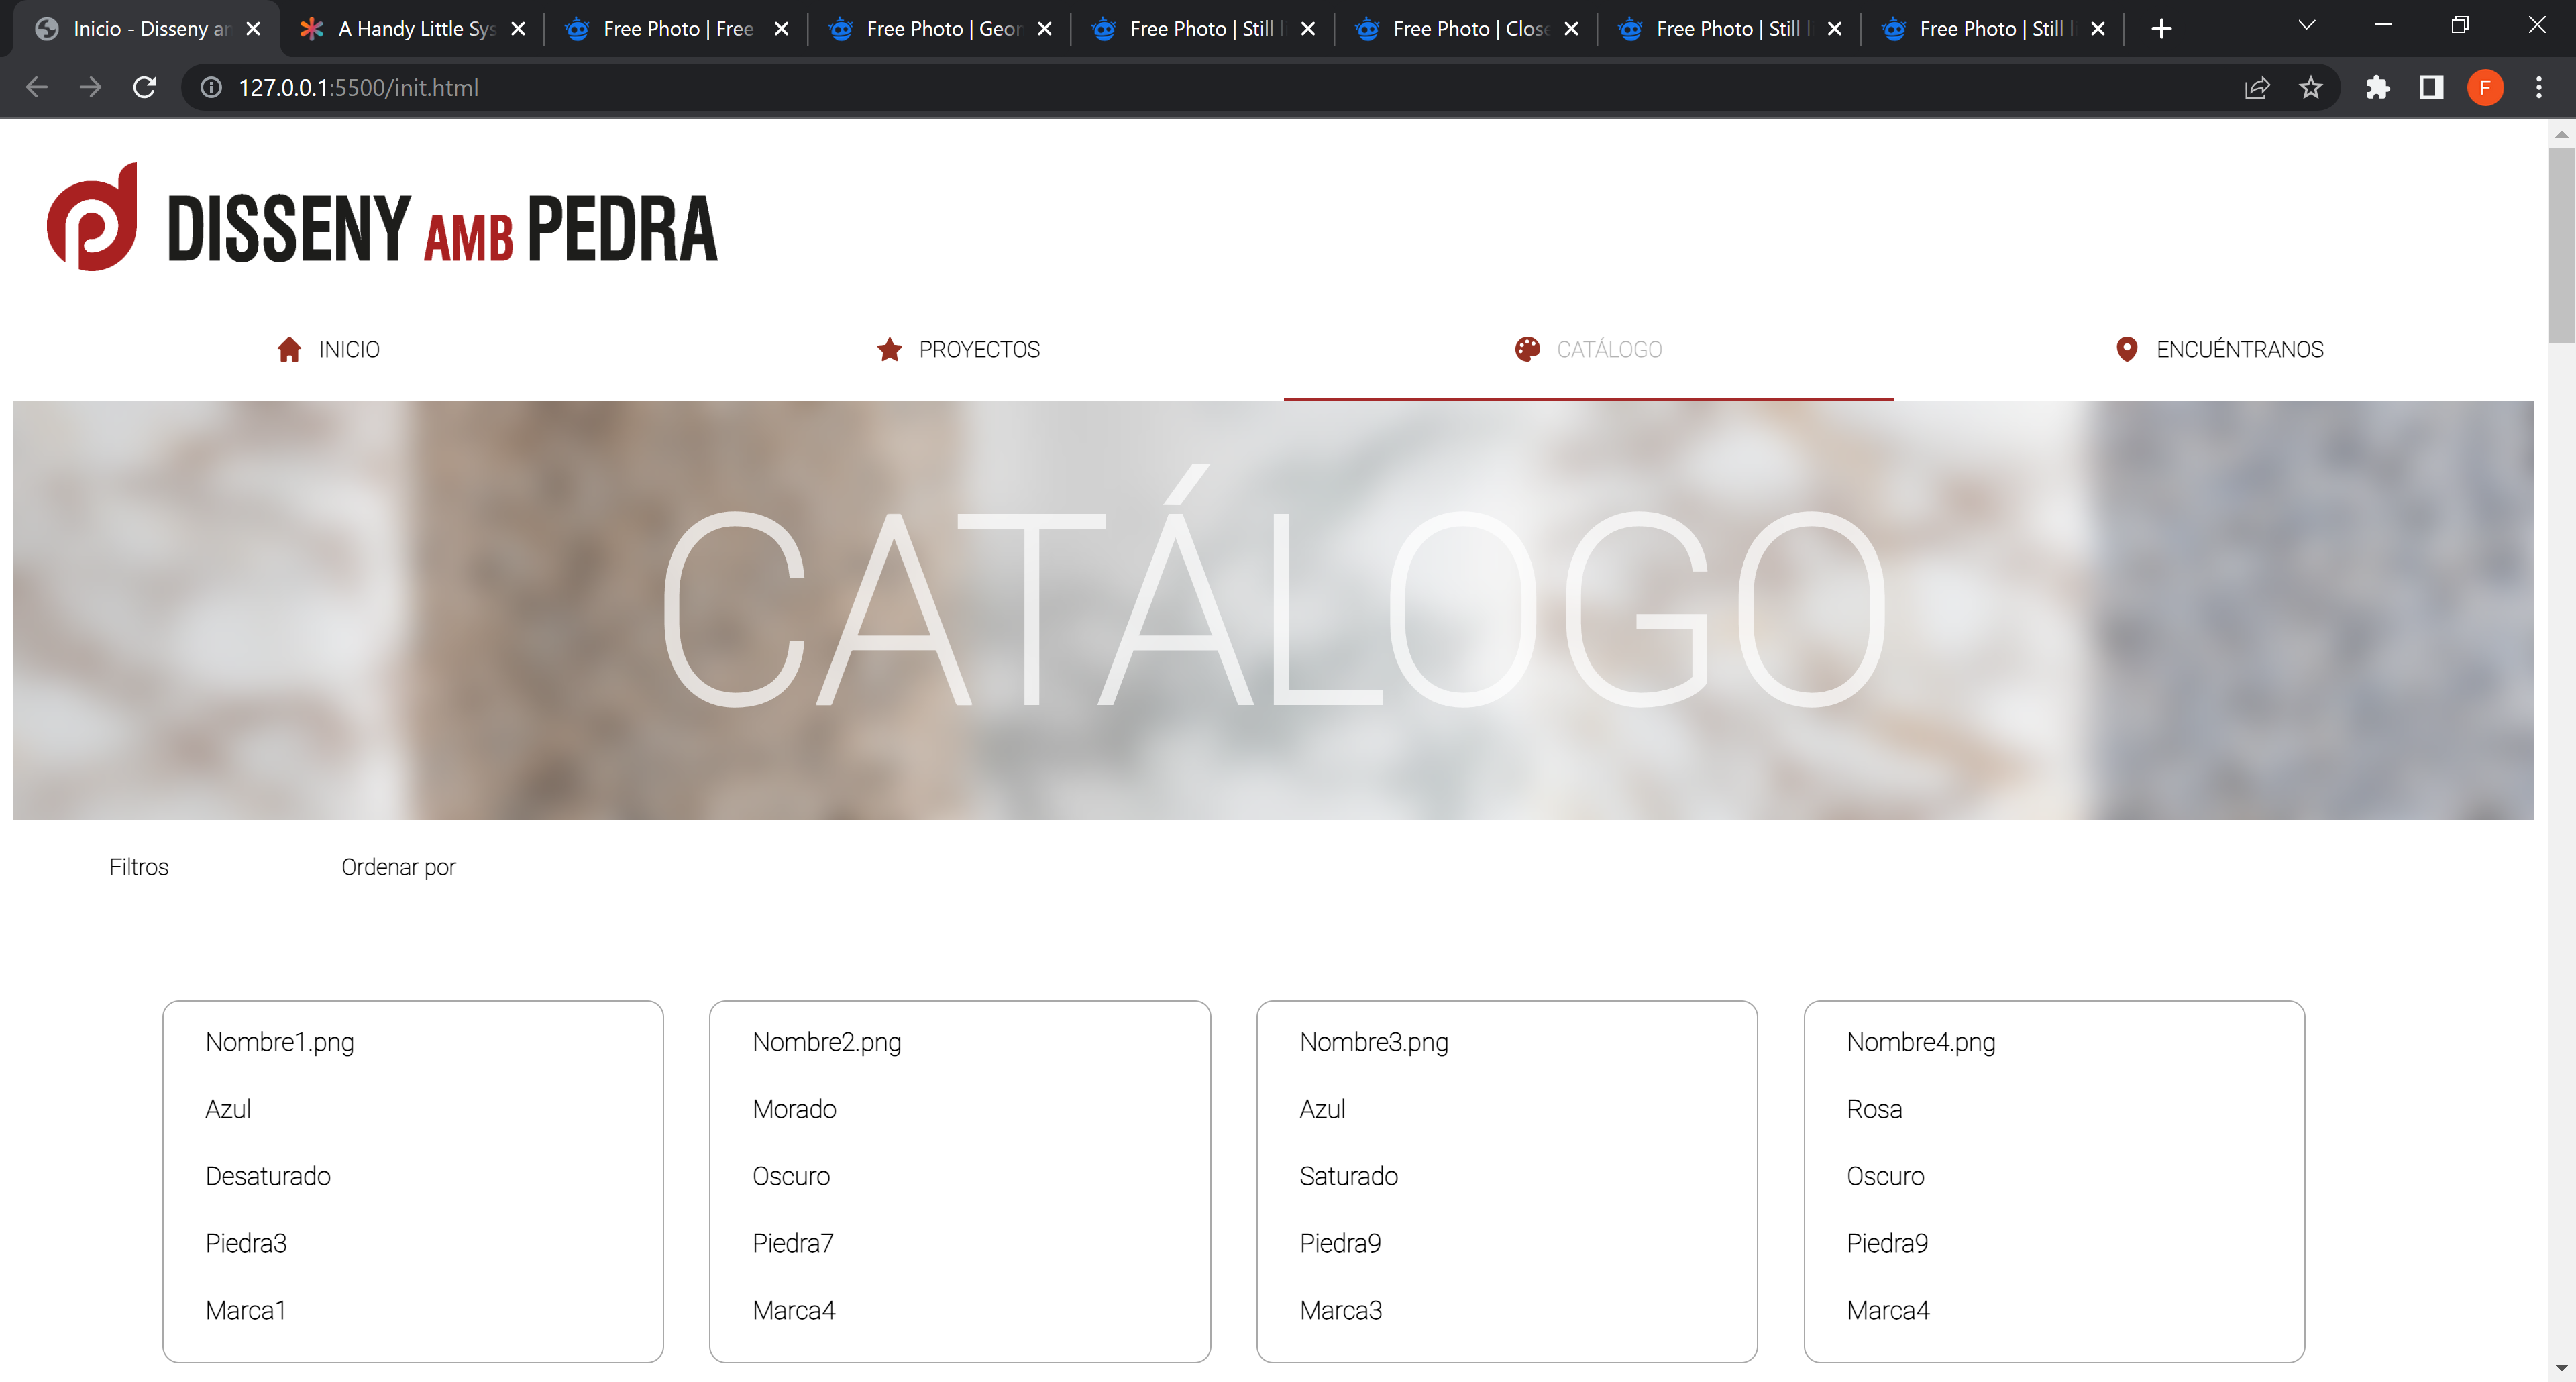 Inicio - Disseny ar
A Handy Little Sys
Free Photo | Free
Free Photo | Geon
Free Photo | Still l
Free Photo | Close
Free Photo | Still l
Free Photo | Still l
127.0.0.1:5500/init.html
F
DISSENY AMB PEDRA
INICIO
PROYECTOS
CATÁLOGO
ENCUÉNTRANOS
CATÁLOGO
Filtros
Ordenar por
Nombre1.png
Azul
Desaturado
Piedra3
Marca1
Nombre2.png
Morado
Oscuro
Piedra7
Marca4
Nombre3.png
Azul
Saturado
Piedra9
Marca3
Nombre4.png
Rosa
Oscuro
Piedra9
Marca4